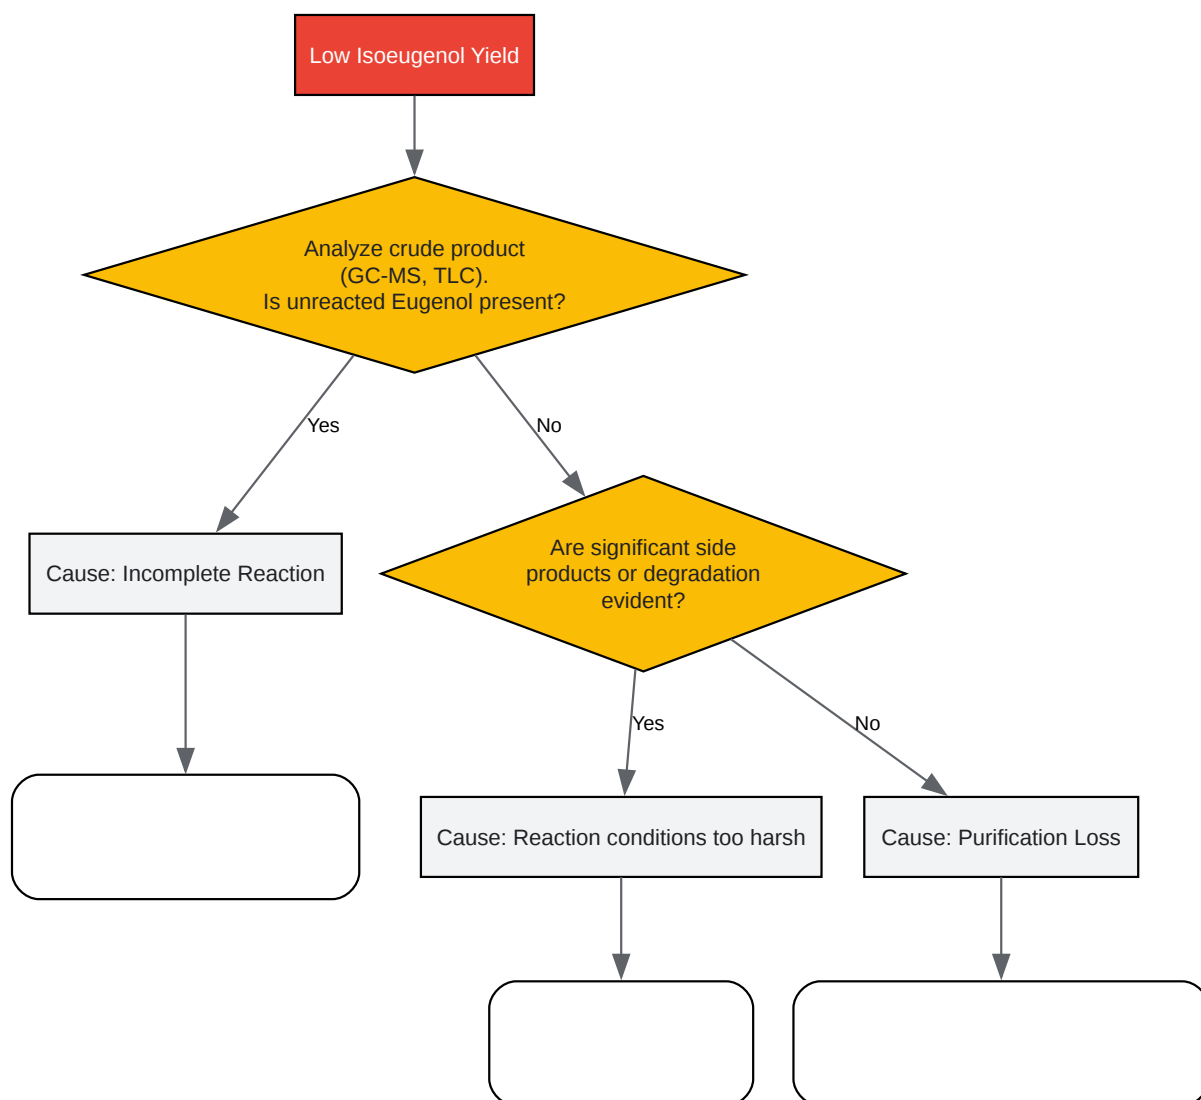 Low Isoeugenol Yield
Analyze crude product
(GC-MS, TLC).
Is unreacted Eugenol present?
Yes
No
Cause: Incomplete Reaction
Are significant side
products or degradation
evident?
Yes
No
Cause: Reaction conditions too harsh
Cause: Purification Loss